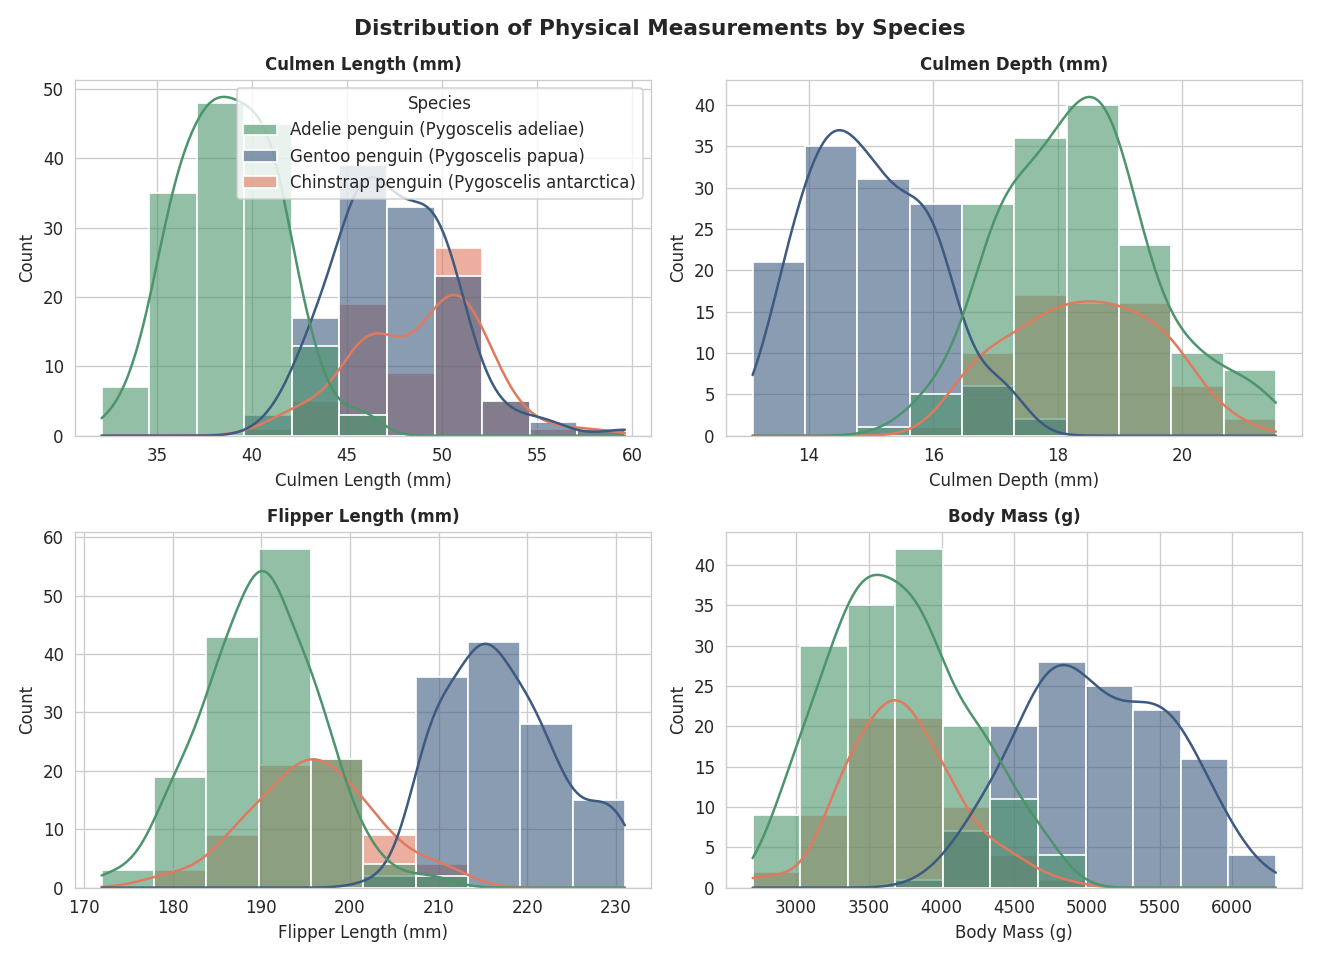 Distribution of Physical Measurements by Species
Culmen Length (mm)
50
40
30
20
10
0
Count
Species
Adelie penguin (Pygoscelis adeliae)
Gentoo penguin (Pygoscelis papua)
Chinstrap penguin (Pygoscelis antarctica)
35 40 45 50 55 60
Culmen Length (mm)
Culmen Depth (mm)
40
35
30
25
20
15
10
5
0
Count
14 16 18 20
Culmen Depth (mm)
Flipper Length (mm)
60
50
40
30
20
10
0
Count
170 180 190 200 210 220 230
Flipper Length (mm)
Body Mass (g)
40
35
30
25
20
15
10
5
0
Count
3000 3500 4000 4500 5000 5500 6000
Body Mass (g)